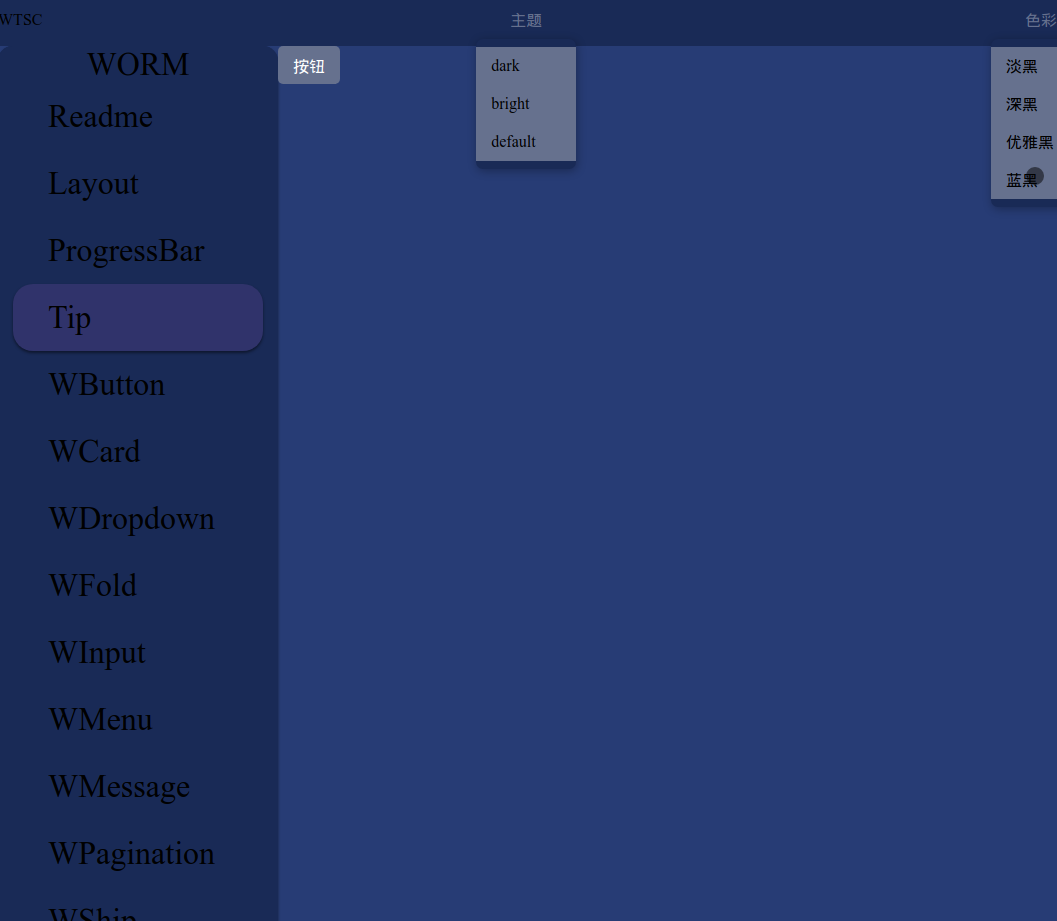 WTSC
主题
色彩
WORM
Readme
Layout
ProgressBar
Tip
WButton
WCard
WDropdown
WFold
WInput
WMenu
WMessage
WPagination
WShip
按钮
dark
bright
default
淡黑
深黑
优雅黑
蓝黑